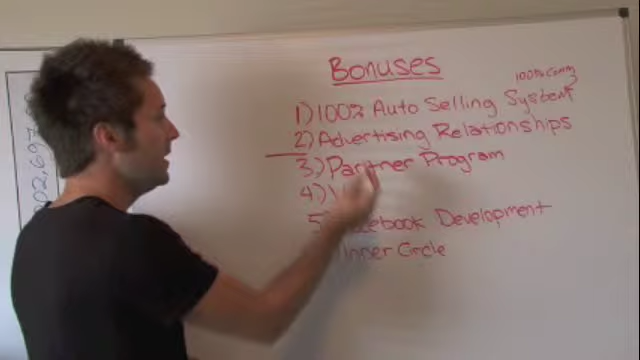 Bonuses
100% Comm
1) 100% Auto Selling System
2) Advertising Relationships
3) Partner Program
4)
5) Facebook Development
Inner Circle